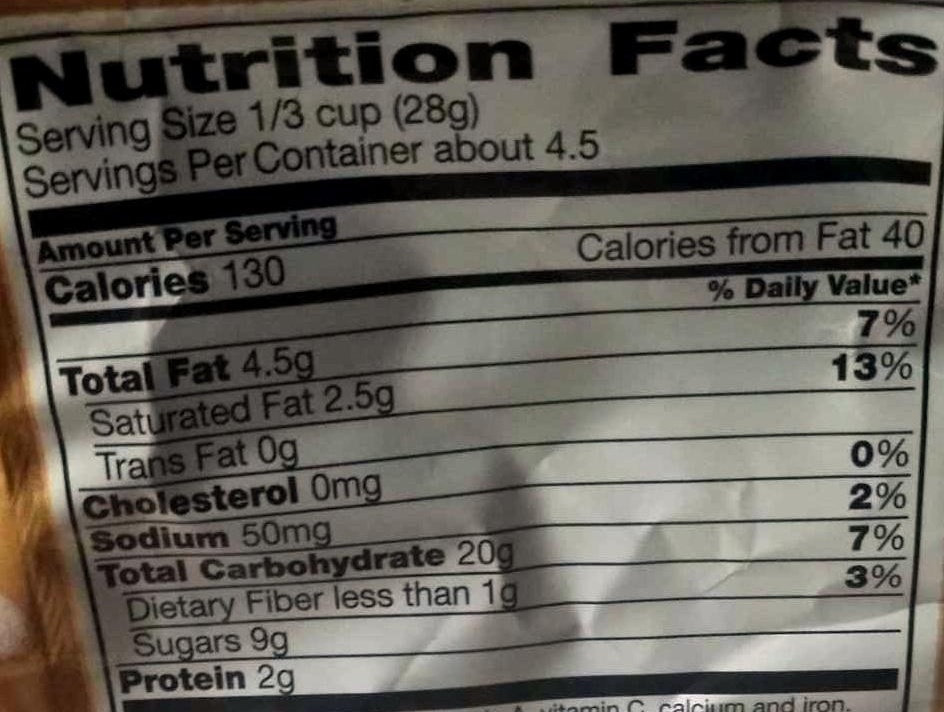 Nutrition Facts
Serving Size 1/3 cup (28g)
Servings Per Container about 4.5
Amount Per Serving
Calories 130 Calories from Fat 40
% Daily Value*
Total Fat 4.5g 7%
Saturated Fat 2.5g 13%
Trans Fat 0g
Cholesterol 0mg 0%
Sodium 50mg 2%
Total Carbohydrate 20g 7%
Dietary Fiber less than 1g 3%
Sugars 9g
Protein 2g
vitamin C, calcium and iron.